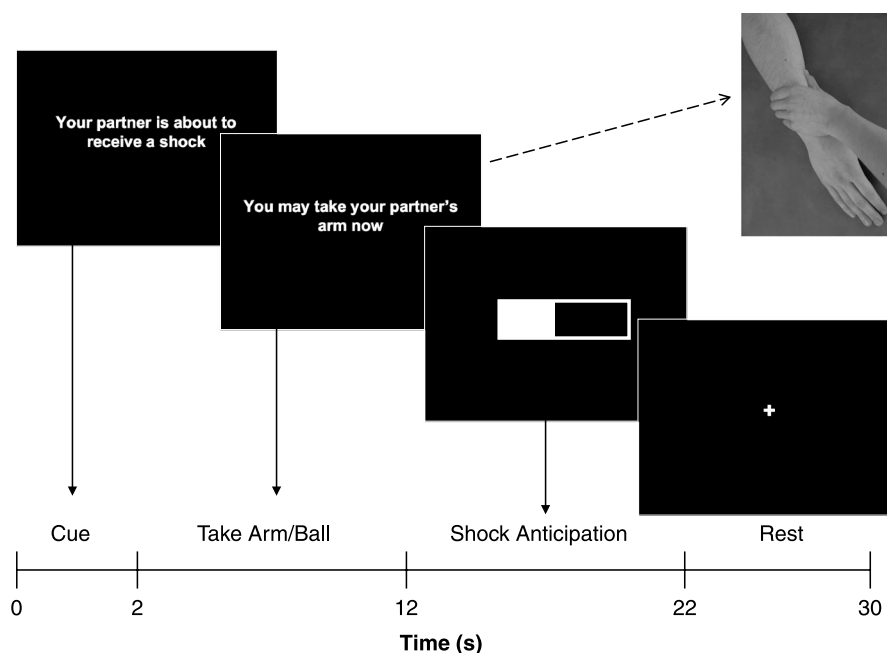 Your partner is about to
receive a shock
You may take your partner's
arm now
Cue
Take Arm/Ball
Shock Anticipation
Rest
0
2
12
22
30
Time (s)